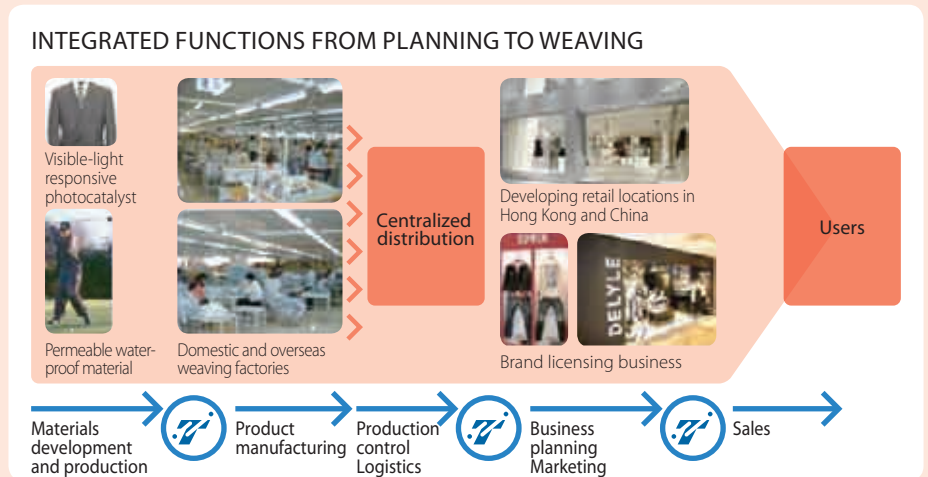 INTEGRATED FUNCTIONS FROM PLANNING TO WEAVING
Visible-light
responsive
photocatalyst
Permeable water-
proof material
Domestic and overseas
weaving factories
Centralized
distribution
Developing retail locations in
Hong Kong and China
DELYLE
Brand licensing business
Users
Materials
development
and production
Product
manufacturing
Production
control
Logistics
Business
planning
Marketing
Sales